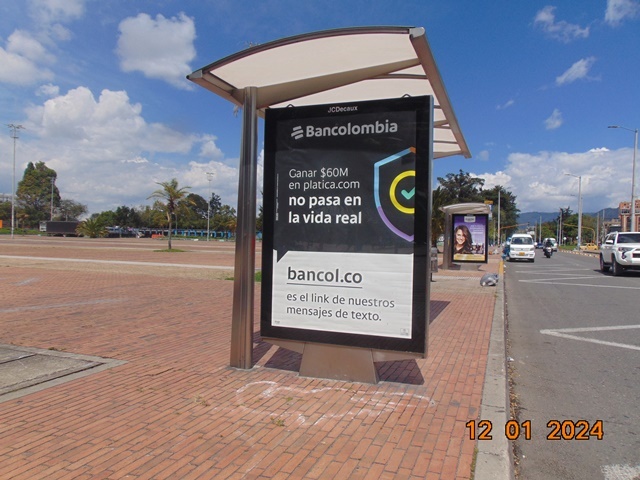 JCDecaux
Bancolombia
Ganar $60M
en platica.com
no pasa en
la vida real
bancol.co
es el link de nuestros
mensajes de texto.
12 01 2024